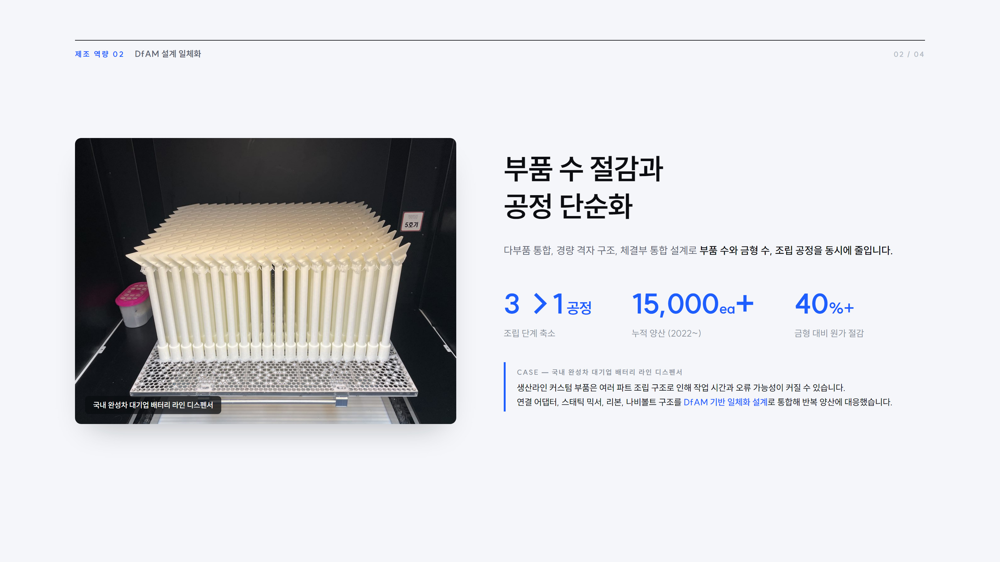 제조 역량 02 DfAM 설계 일체화
02 / 04
WH
5호기
국내 완성차 대기업 배터리 라인 디스펜서
부품 수 절감과
공정 단순화
다부품 통합, 경량 격자 구조, 체결부 통합 설계로 부품 수와 금형 수, 조립 공정을 동시에 줄입니다.
3 > 1 공정
조립 단계 축소
15,000ea+
누적 양산 (2022~)
40%+
금형 대비 원가 절감
CASE — 국내 완성차 대기업 배터리 라인 디스펜서
생산라인 커스텀 부품은 여러 파트 조립 구조로 인해 작업 시간과 오류 가능성이 커질 수 있습니다.
연결 어댑터, 스태틱 믹서, 리본, 나비볼트 구조를 DfAM 기반 일체화 설계로 통합해 반복 양산에 대응했습니다.